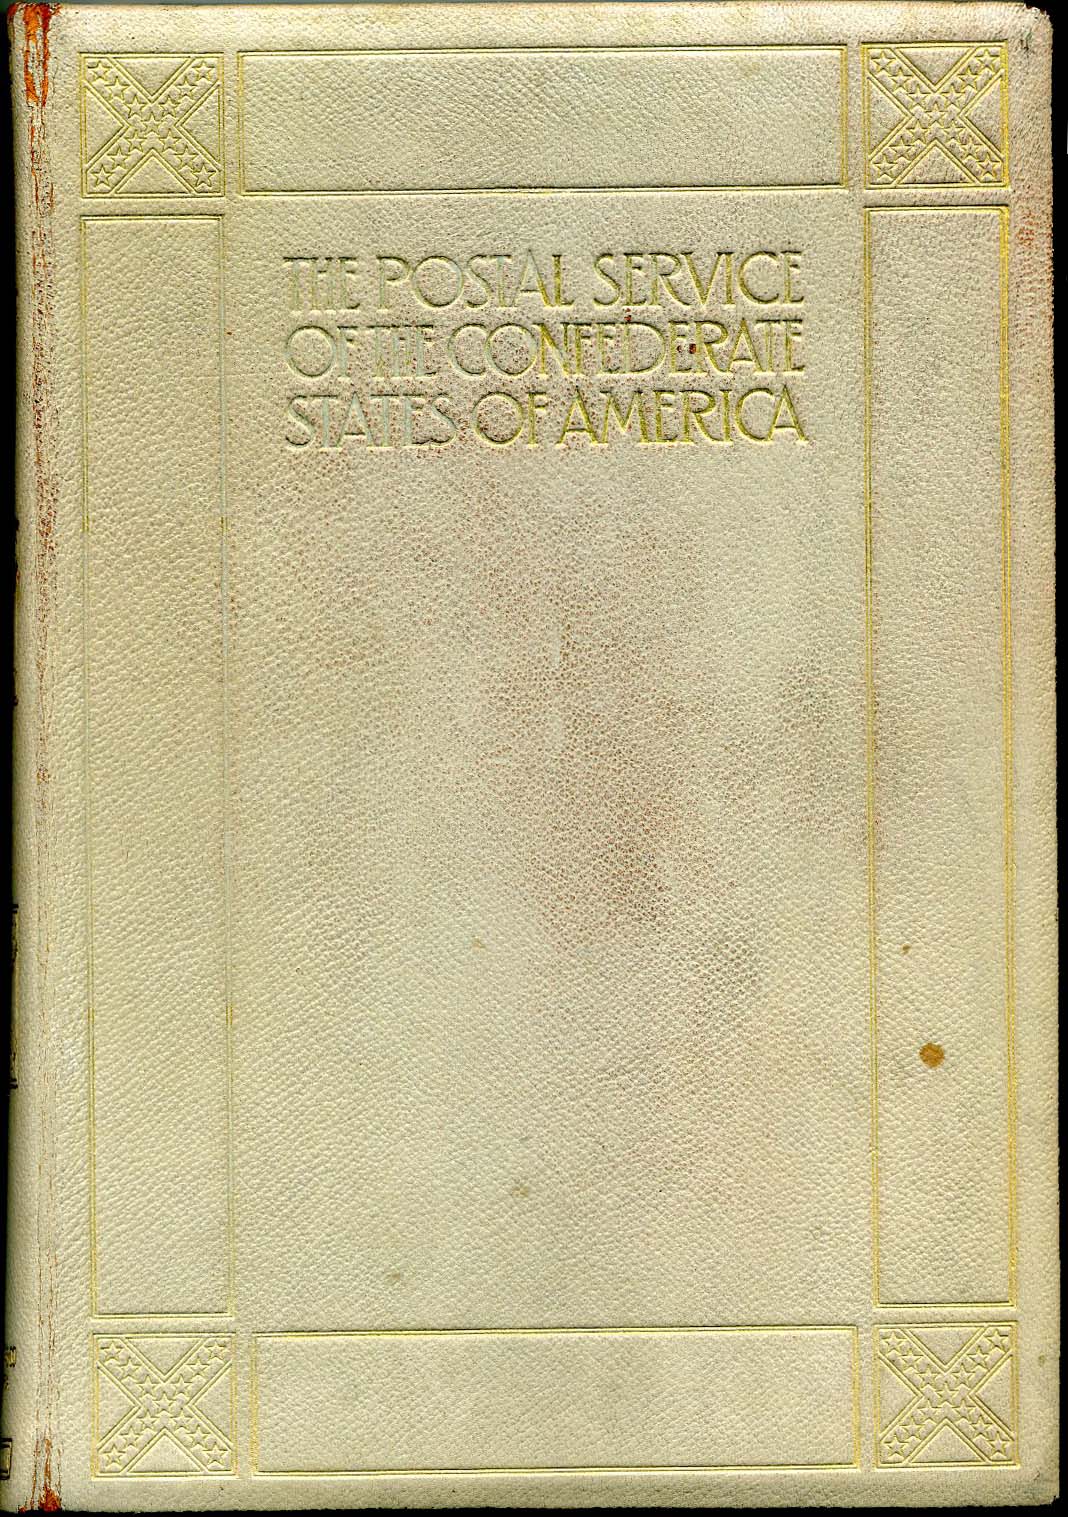 THE POSTAL SERVICE
OF THE CONFEDERATE
STATES OF AMERICA